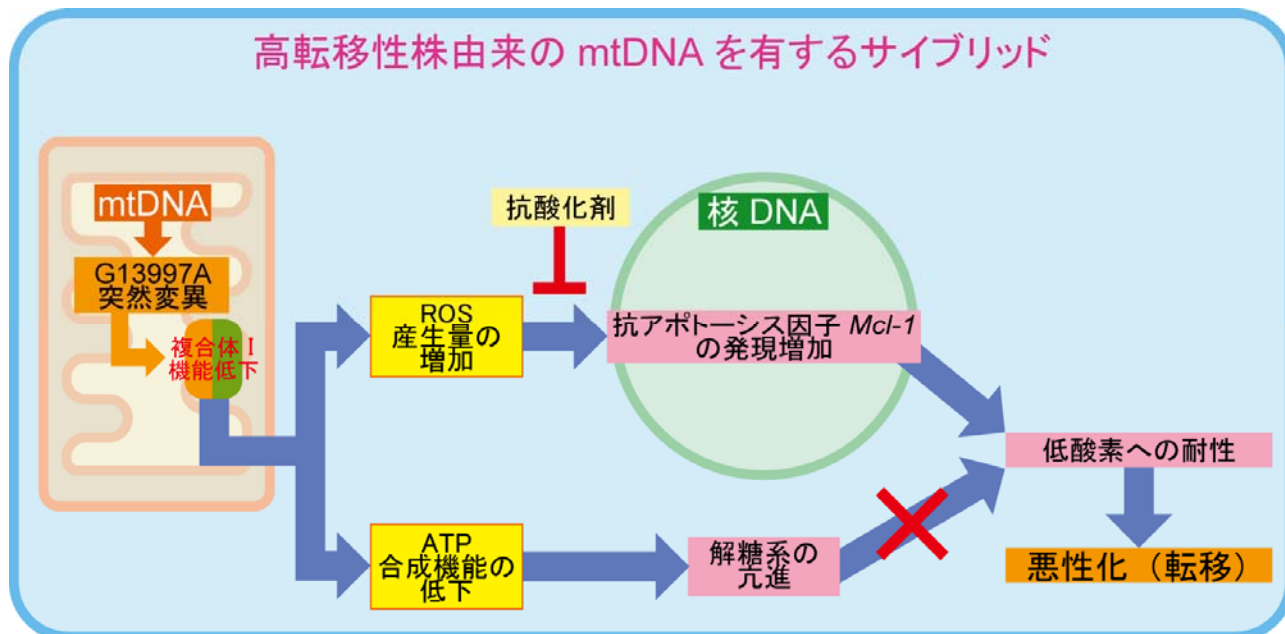 高転移性株由来の mtDNA を有するサイブリッド
mtDNA
G13997A
突然変異
複合体 I
機能低下
抗酸化剤
核 DNA
ROS
産生量の
増加
抗アポトーシス因子 Mcl-1
の発現増加
低酸素への耐性
ATP
合成機能の
低下
解糖系の
亢進
悪性化（転移）